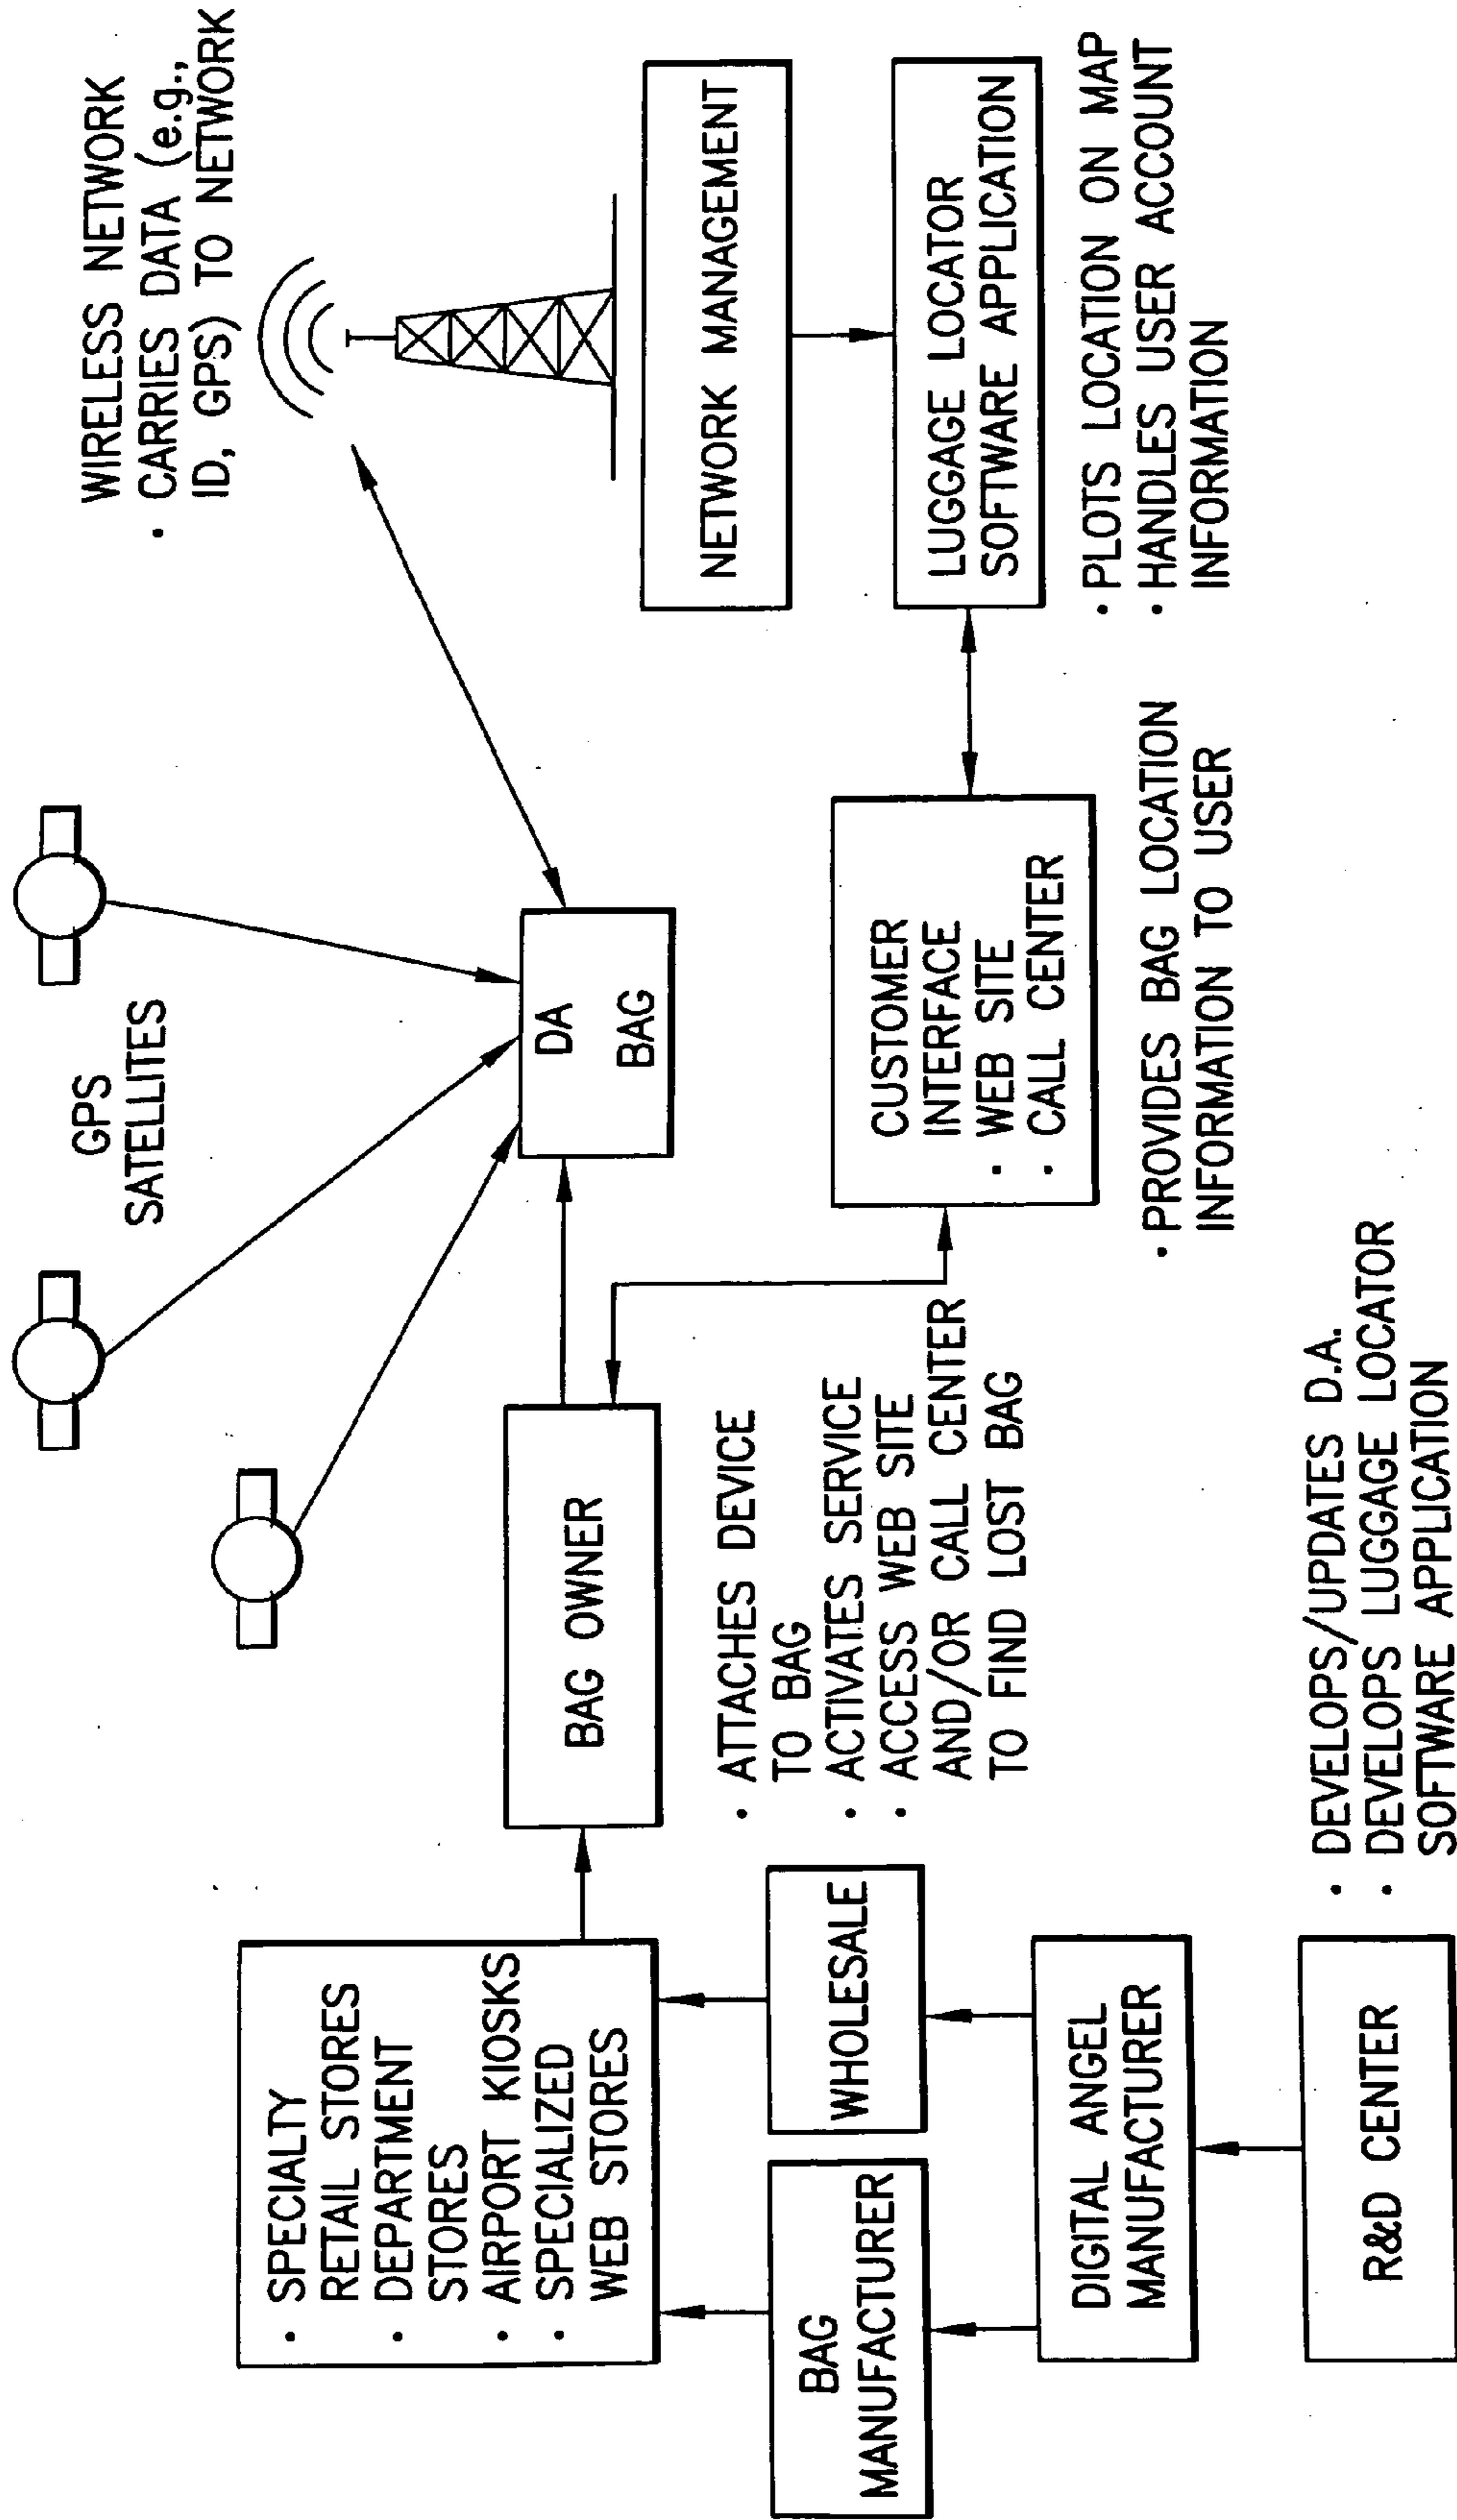 GPS
SATELLITES
WIRELESS NETWORK
· CARRIES DATA (e.g.,
ID, GPS) TO NETWORK
· SPECIALTY
RETAIL STORES
· DEPARTMENT
STORES
· AIRPORT KIOSKS
· SPECIALIZED
WEB STORES
BAG OWNER
· ATTACHES DEVICE
TO BAG
· ACTIVATES SERVICE
· ACCESS WEB SITE
AND/OR CALL CENTER
TO FIND LOST BAG
DA
BAG
NETWORK MANAGEMENT
BAG
MANUFACTURER
WHOLESALE
CUSTOMER
INTERFACE
· WEB SITE
· CALL CENTER
· PROVIDES BAG LOCATION
INFORMATION TO USER
LUGGAGE LOCATOR
SOFTWARE APPLICATION
· PLOTS LOCATION ON MAP
· HANDLES USER ACCOUNT
INFORMATION
DIGITAL ANGEL
MANUFACTURER
R&D CENTER
· DEVELOPS/UPDATES D.A.
· DEVELOPS LUGGAGE LOCATOR
SOFTWARE APPLICATION